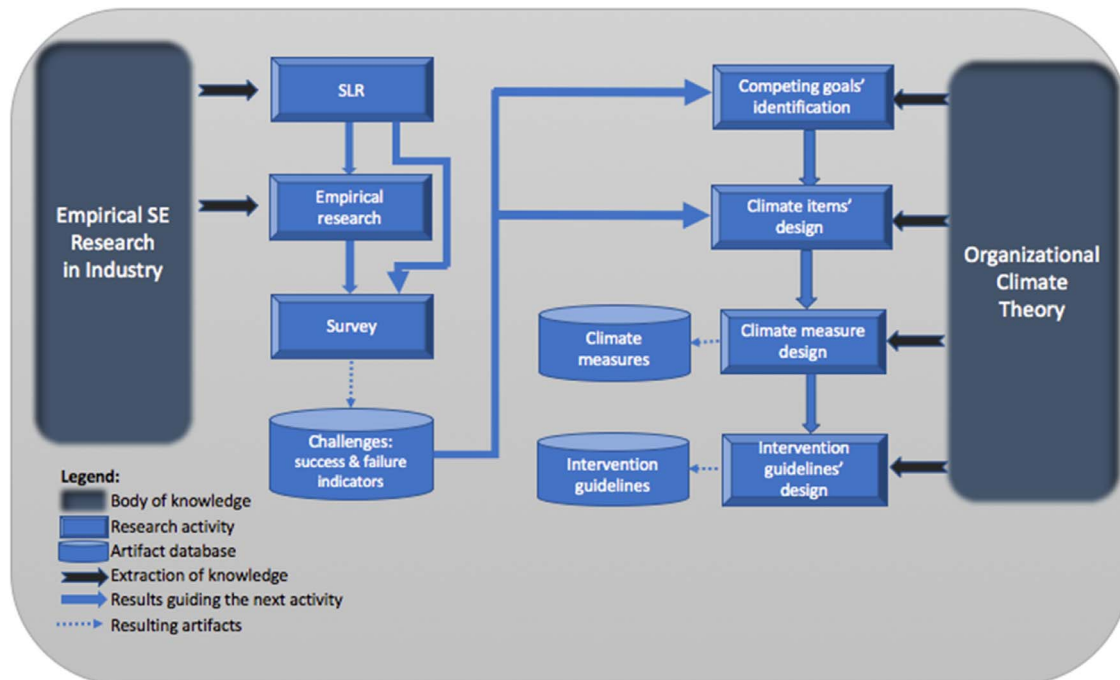 Empirical SE
Research
in Industry
SLR
Empirical
research
Survey
Challenges:
success & failure
indicators
Competing goals'
identification
Climate items'
design
Climate measure
design
Climate
measures
Intervention
guidelines'
design
Intervention
guidelines
Organizational
Climate
Theory
Legend:
Body of knowledge
Research activity
Artifact database
Extraction of knowledge
Results guiding the next activity
Resulting artifacts